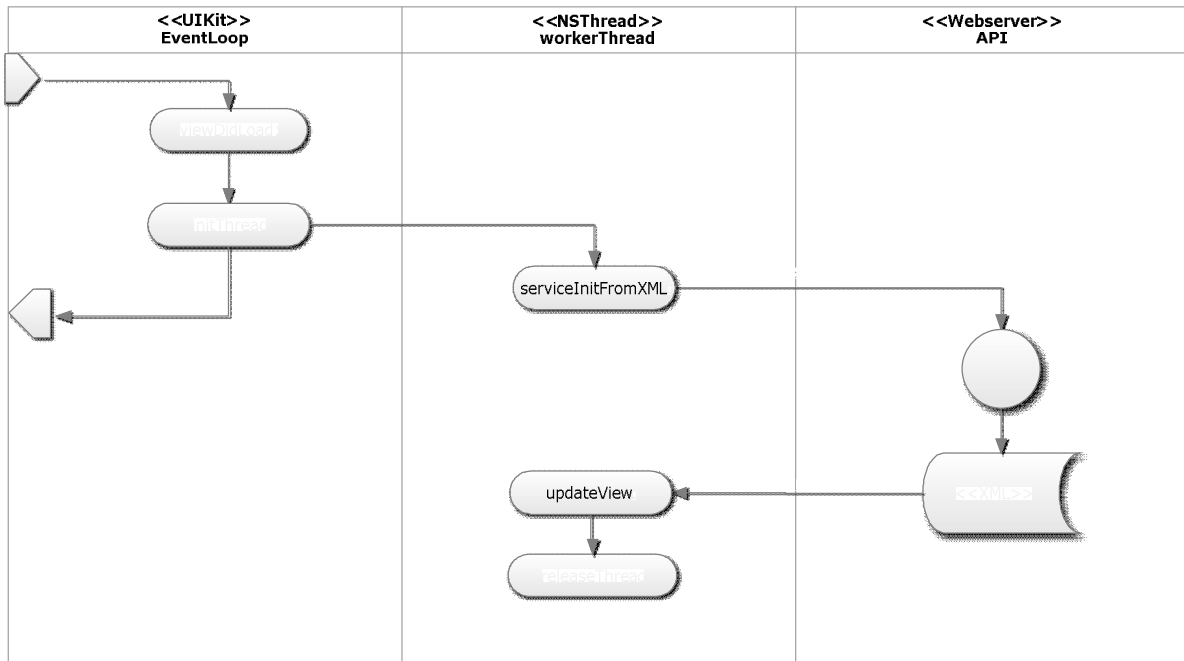 <<UIKit>>
EventLoop
<<NSThread>>
workerThread
<<Webserver>>
API
viewDidLoad
initThread
serviceInitFromXML
updateView
<<XML>>
releaseThread